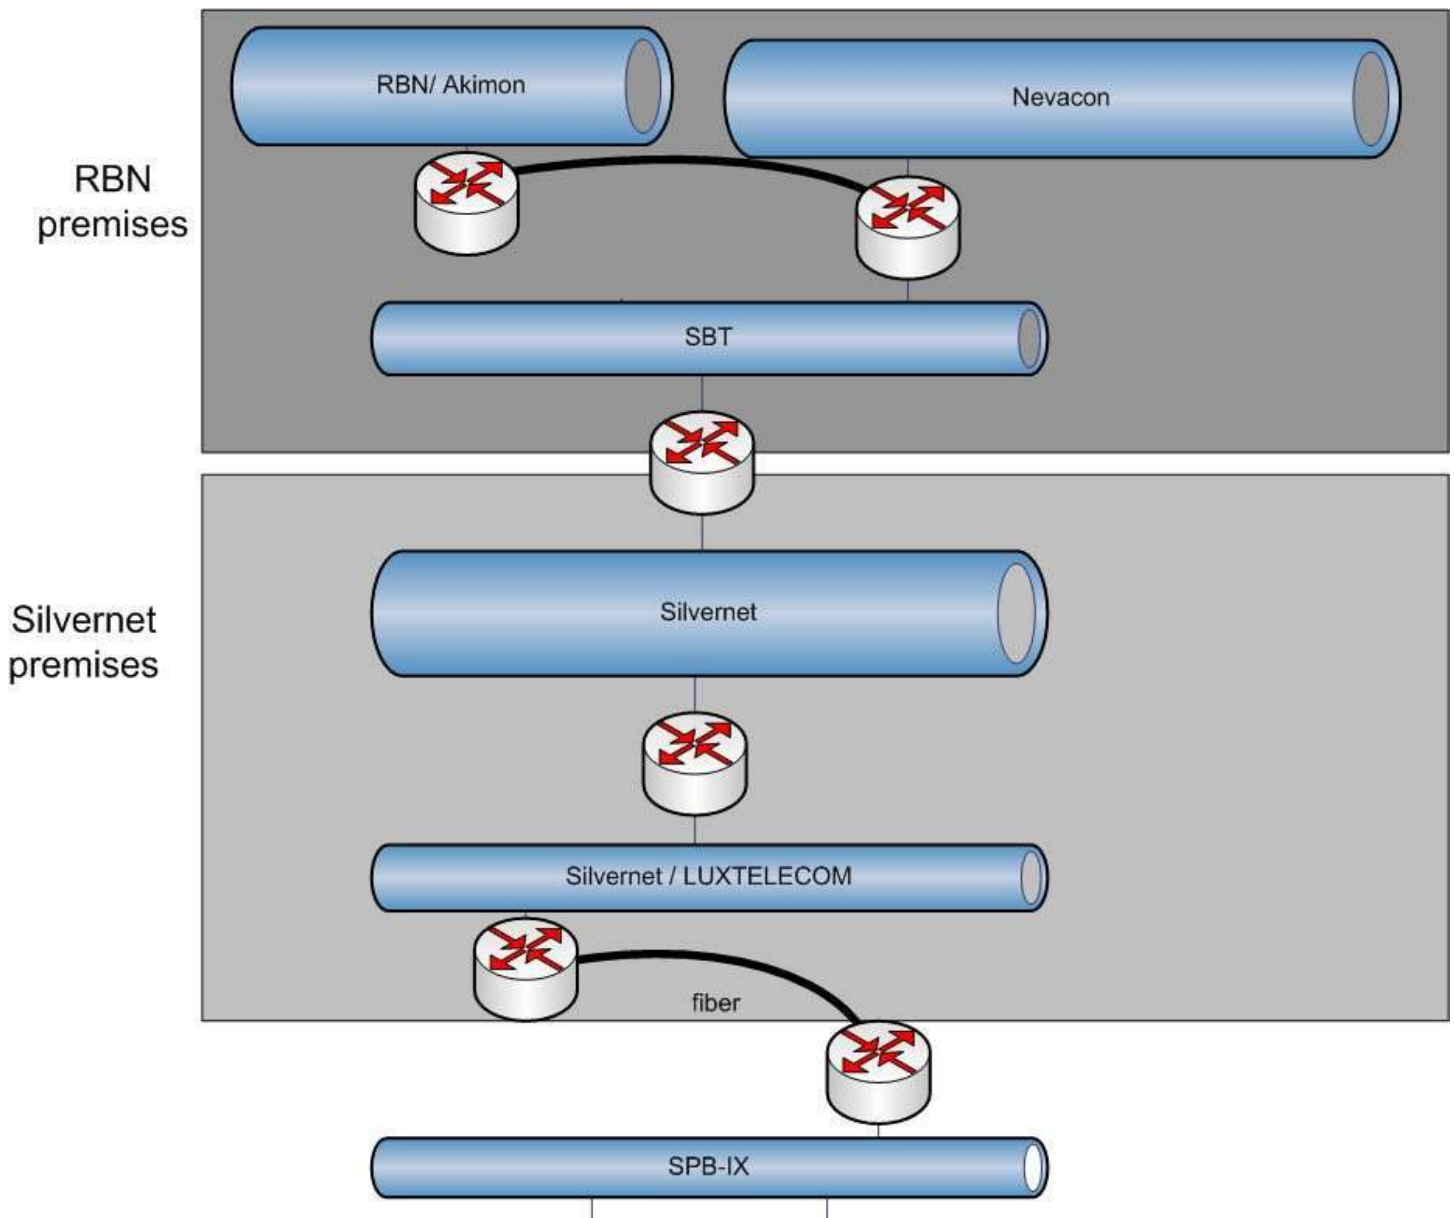 RBN/ Akimon
Nevacon
RBN
premises
SBT
Silvernet
premises
Silvernet
Silvernet / LUXTELECOM
fiber
SPB-IX